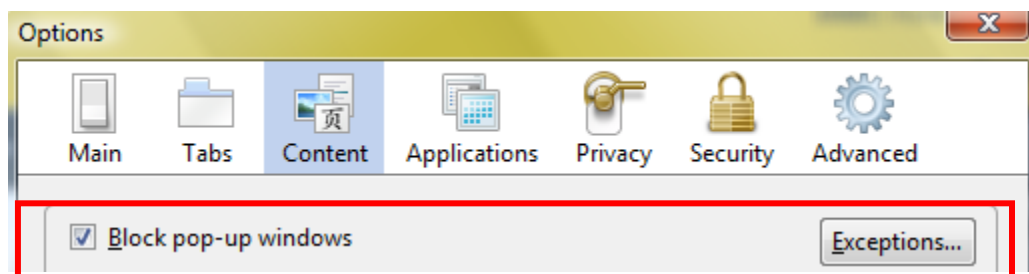 Options
页
Main Tabs Content Applications Privacy Security Advanced
Block pop-up windows Exceptions...